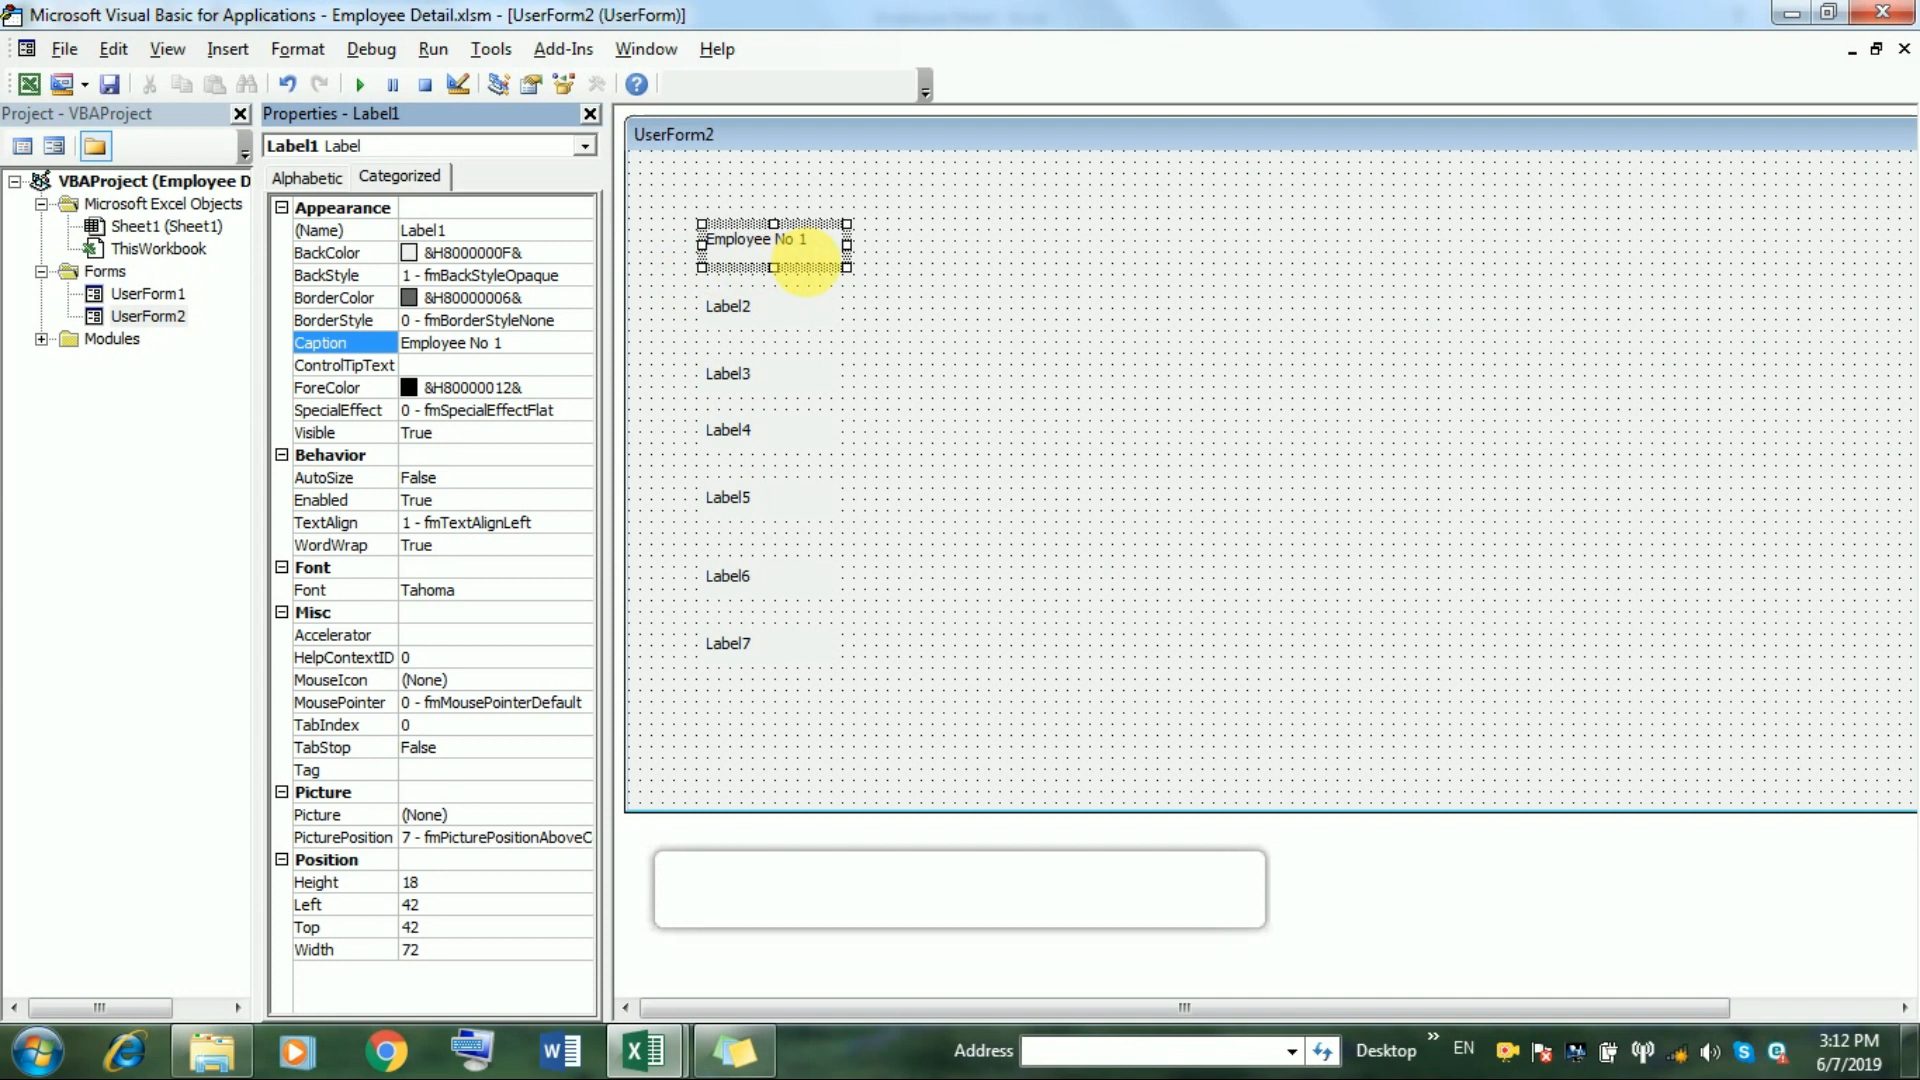 Microsoft Visual Basic for Applications - Employee Detail.xlsm - [UserForm2 (UserForm)]
File Edit View Insert Format Debug Run Tools Add-Ins Window Help
Project - VBAProject
VBAProject (Employee D
Microsoft Excel Objects
Sheet1 (Sheet1)
ThisWorkbook
Forms
UserForm1
UserForm2
Modules
Properties - Label1
Label1 Label
Alphabetic Categorized
Appearance
(Name) Label1
BackColor &H8000000F&
BackStyle 1 - fmBackStyleOpaque
BorderColor &H80000006&
BorderStyle 0 - fmBorderStyleNone
Caption Employee No 1
ControlTipText
ForeColor &H80000012&
SpecialEffect 0 - fmSpecialEffectFlat
Visible True
Behavior
AutoSize False
Enabled True
TextAlign 1 - fmTextAlignLeft
WordWrap True
Font
Font Tahoma
Misc
Accelerator
HelpContextID 0
MouseIcon (None)
MousePointer 0 - fmMousePointerDefault
TabIndex 0
TabStop False
Tag
Picture
Picture (None)
PicturePosition 7 - fmPicturePositionAboveC
Position
Height 18
Left 42
Top 42
Width 72
UserForm2
Employee No 1
Label2
Label3
Label4
Label5
Label6
Label7
Address
Desktop
EN
3:12 PM
6/7/2019